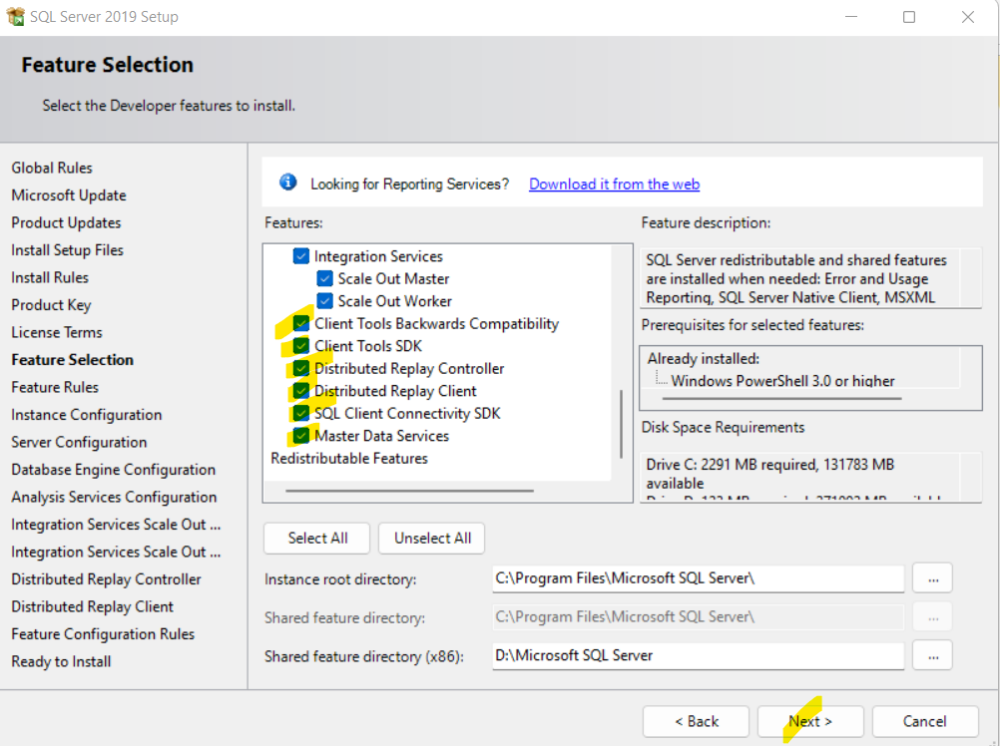 SQL Server 2019 Setup
Feature Selection
Select the Developer features to install.
Global Rules
Microsoft Update
Product Updates
Install Setup Files
Install Rules
Product Key
License Terms
Feature Selection
Feature Rules
Instance Configuration
Server Configuration
Database Engine Configuration
Analysis Services Configuration
Integration Services Scale Out ...
Integration Services Scale Out ...
Distributed Replay Controller
Distributed Replay Client
Feature Configuration Rules
Ready to Install
Looking for Reporting Services? Download it from the web
Features:
Integration Services
Scale Out Master
Scale Out Worker
Client Tools Backwards Compatibility
Client Tools SDK
Distributed Replay Controller
Distributed Replay Client
SQL Client Connectivity SDK
Master Data Services
Redistributable Features
Feature description:
SQL Server redistributable and shared features
are installed when needed: Error and Usage
Reporting, SQL Server Native Client, MSXML
Prerequisites for selected features:
Already installed:
Windows PowerShell 3.0 or higher
Disk Space Requirements
Drive C: 2291 MB required, 131783 MB
available
Select All
Unselect All
Instance root directory:
C:\Program Files\Microsoft SQL Server\
...
Shared feature directory:
C:\Program Files\Microsoft SQL Server\
...
Shared feature directory (x86):
D:\Microsoft SQL Server
...
< Back
Next >
Cancel